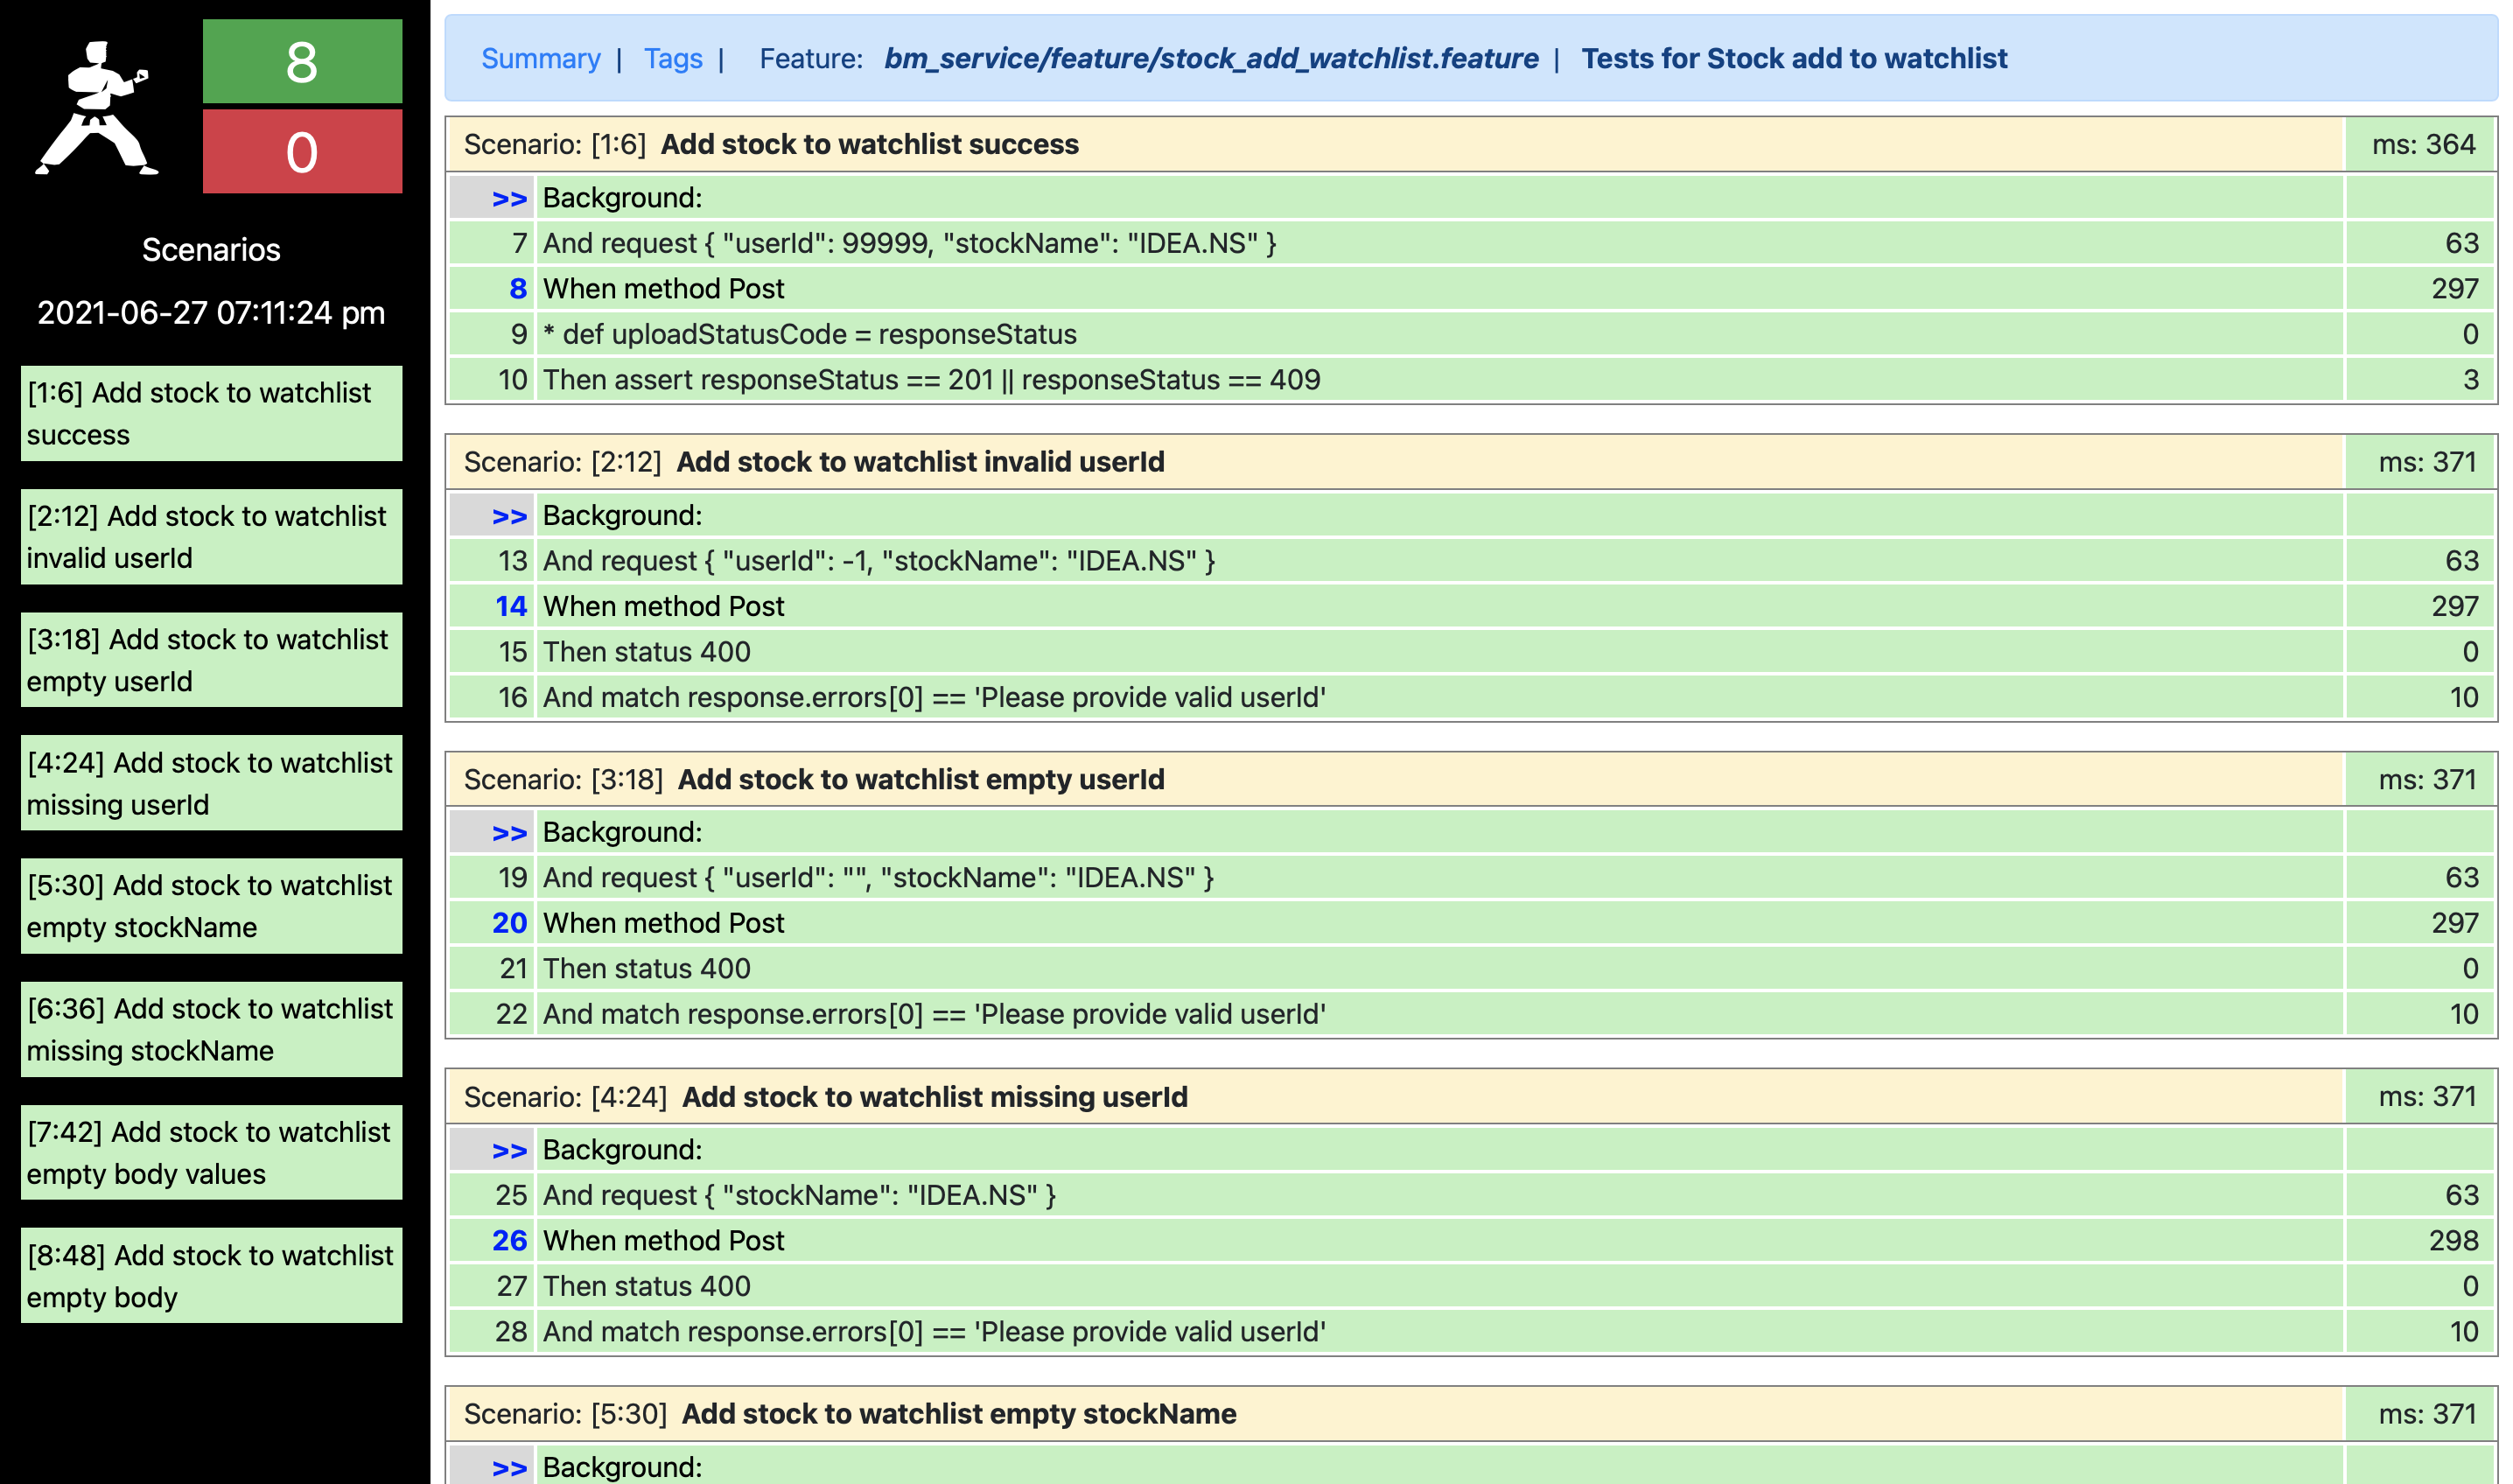 8
0
Scenarios
2021-06-27 07:11:24 pm
[1:6] Add stock to watchlist
success
[2:12] Add stock to watchlist
invalid userId
[3:18] Add stock to watchlist
empty userId
[4:24] Add stock to watchlist
missing userId
[5:30] Add stock to watchlist
empty stockName
[6:36] Add stock to watchlist
missing stockName
[7:42] Add stock to watchlist
empty body values
[8:48] Add stock to watchlist
empty body
Summary | Tags | Feature: bm_service/feature/stock_add_watchlist.feature | Tests for Stock add to watchlist
Scenario: [1:6] Add stock to watchlist success ms: 364
>> Background:
7 And request { "userId": 99999, "stockName": "IDEA.NS" } 63
8 When method Post 297
9 * def uploadStatusCode = responseStatus 0
10 Then assert responseStatus == 201 || responseStatus == 409 3
Scenario: [2:12] Add stock to watchlist invalid userId ms: 371
>> Background:
13 And request { "userId": -1, "stockName": "IDEA.NS" } 63
14 When method Post 297
15 Then status 400 0
16 And match response.errors[0] == 'Please provide valid userId' 10
Scenario: [3:18] Add stock to watchlist empty userId ms: 371
>> Background:
19 And request { "userId": "", "stockName": "IDEA.NS" } 63
20 When method Post 297
21 Then status 400 0
22 And match response.errors[0] == 'Please provide valid userId' 10
Scenario: [4:24] Add stock to watchlist missing userId ms: 371
>> Background:
25 And request { "stockName": "IDEA.NS" } 63
26 When method Post 298
27 Then status 400 0
28 And match response.errors[0] == 'Please provide valid userId' 10
Scenario: [5:30] Add stock to watchlist empty stockName ms: 371
>> Background: